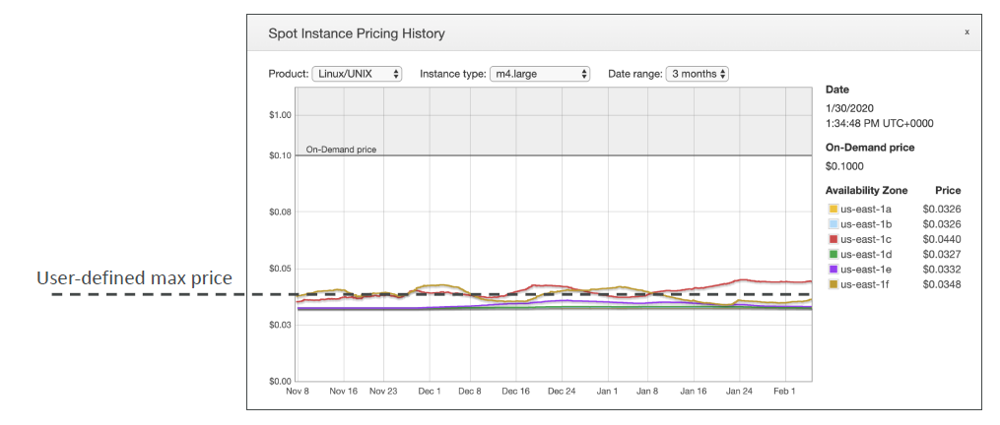 Spot Instance Pricing History
x
Product: Linux/UNIX Instance type: m4.large Date range: 3 months
Date
1/30/2020
1:34:48 PM UTC+0000
On-Demand price
$0.1000
Availability Zone Price
us-east-1a $0.0326
us-east-1b $0.0326
us-east-1c $0.0440
us-east-1d $0.0327
us-east-1e $0.0332
us-east-1f $0.0348
$1.00
On-Demand price
$0.10
$0.08
$0.05
User-defined max price
$0.03
$0.00
Nov 8 Nov 16 Nov 23 Dec 1 Dec 8 Dec 16 Dec 24 Jan 1 Jan 8 Jan 16 Jan 24 Feb 1